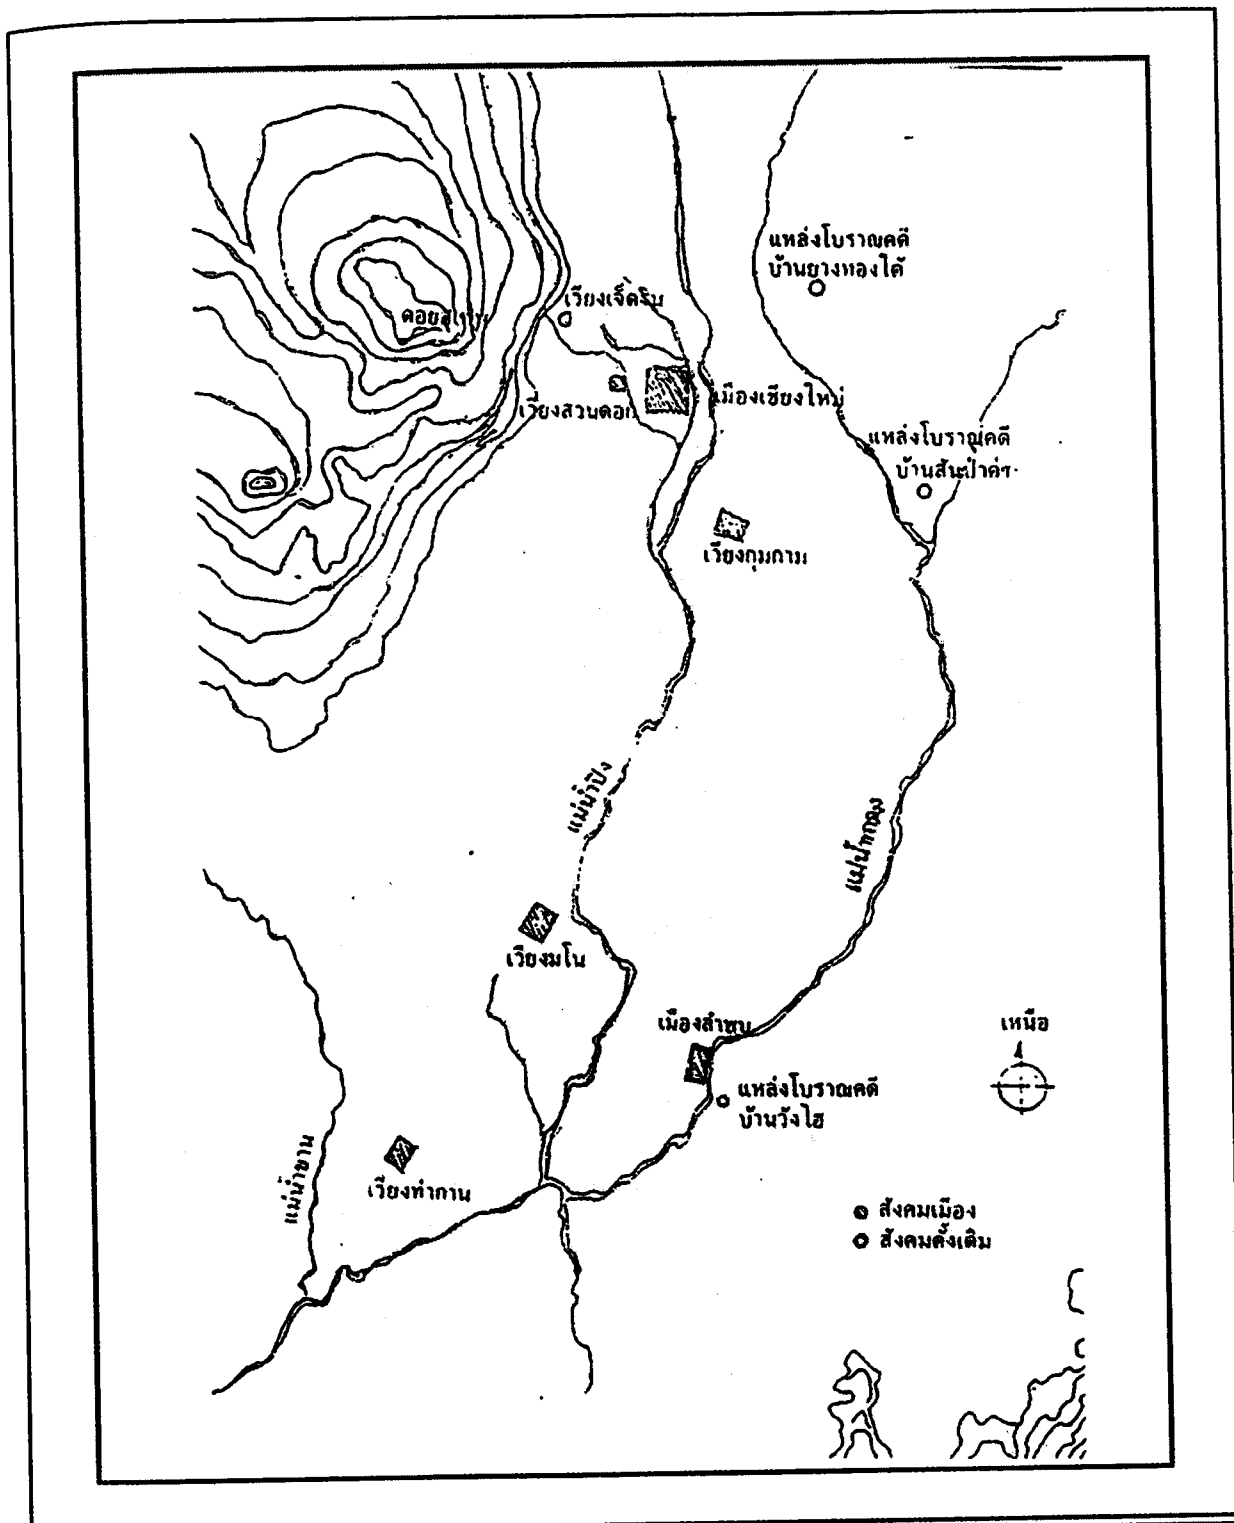 แหล่งโบราณคดี
บ้านยางทองใต้
เวียงเจ็ดริน
ดอยสุเทพ
เมืองเชียงใหม่
เวียงสวนดอก
แหล่งโบราณคดี
บ้านสันป่าค่า
เวียงกุมกาม
แม่น้ำปิง
แม่น้ำกวง
เวียงมโน
เมืองลำพูน
เหนือ
แหล่งโบราณคดี
บ้านวังไฮ
แม่น้ำขาน
เวียงท่ากาน
สังคมเมือง
สังคมดั้งเดิม